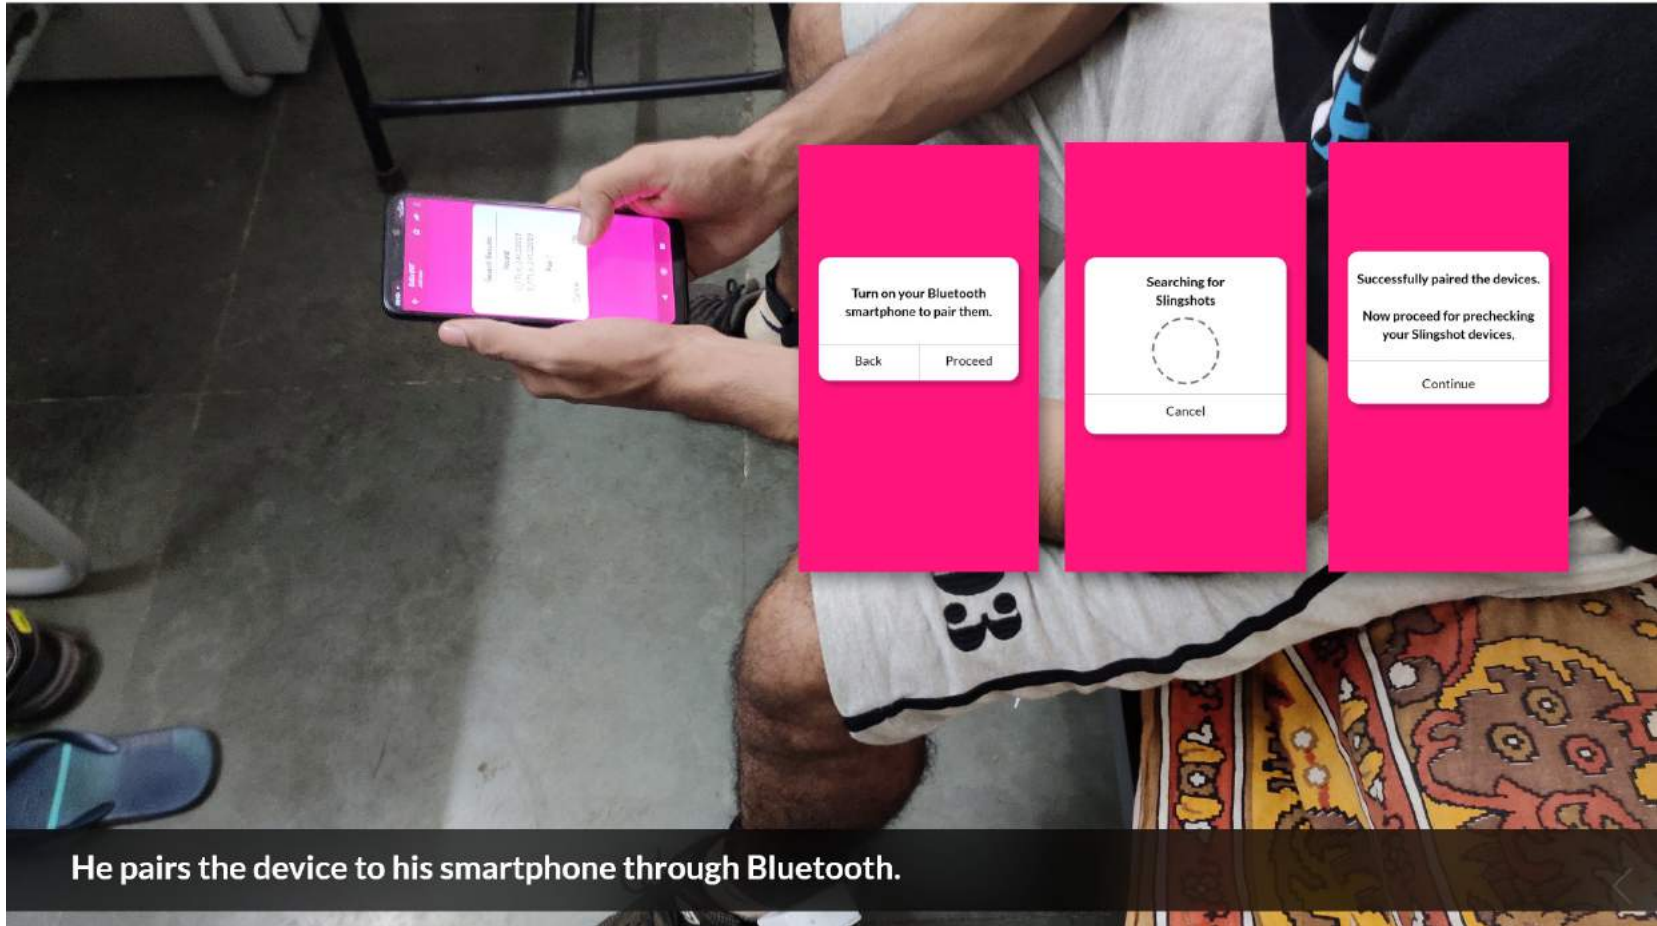 Turn on your Bluetooth
smartphone to pair them.
Back
Proceed
Searching for
Slingshots
Cancel
Successfully paired the devices.
Now proceed for prechecking
your Slingshot devices,
Continue
He pairs the device to his smartphone through Bluetooth.